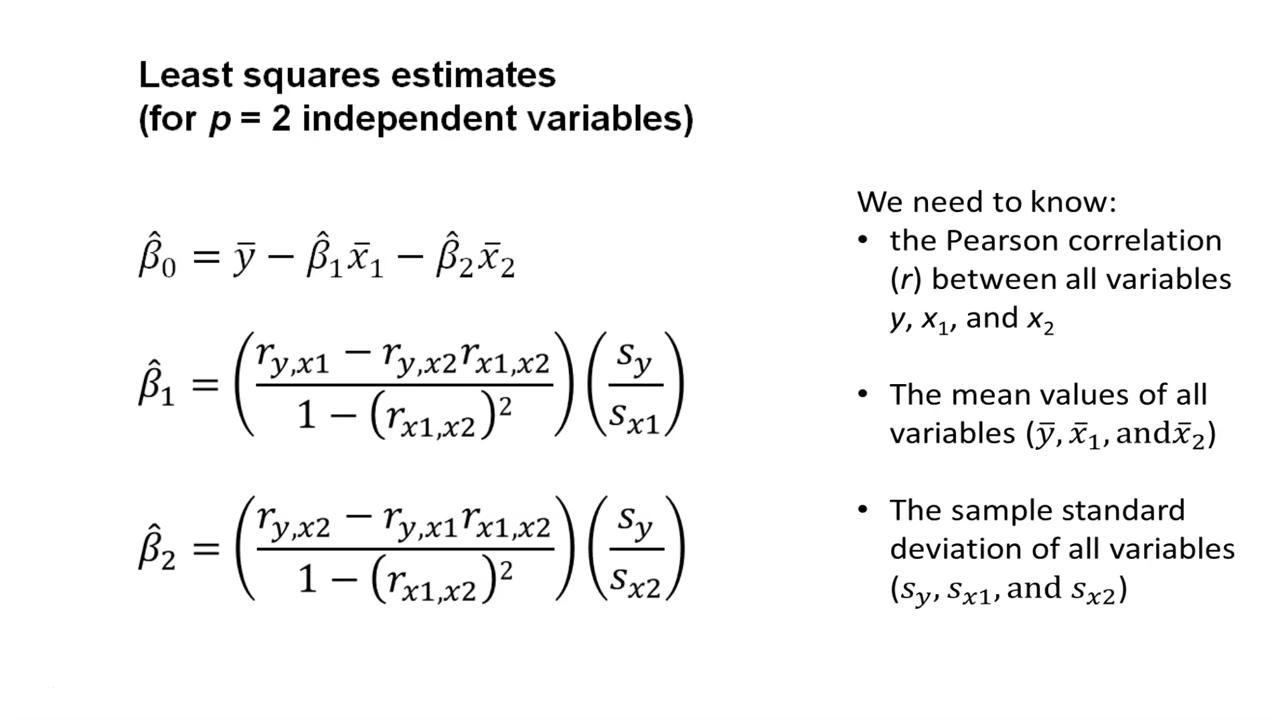 Least squares estimates
(for p = 2 independent variables)
β̂₀ = ȳ − β̂₁x̄₁ − β̂₂x̄₂
β̂₁ = ((r_{y,x1} − r_{y,x2}r_{x1,x2}) / (1 − (r_{x1,x2})²)) (s_y / s_{x1})
β̂₂ = ((r_{y,x2} − r_{y,x1}r_{x1,x2}) / (1 − (r_{x1,x2})²)) (s_y / s_{x2})
We need to know:
• the Pearson correlation
(r) between all variables
y, x₁, and x₂
• The mean values of all
variables (ȳ, x̄₁, andx̄₂)
• The sample standard
deviation of all variables
(s_y, s_{x1}, and s_{x2})